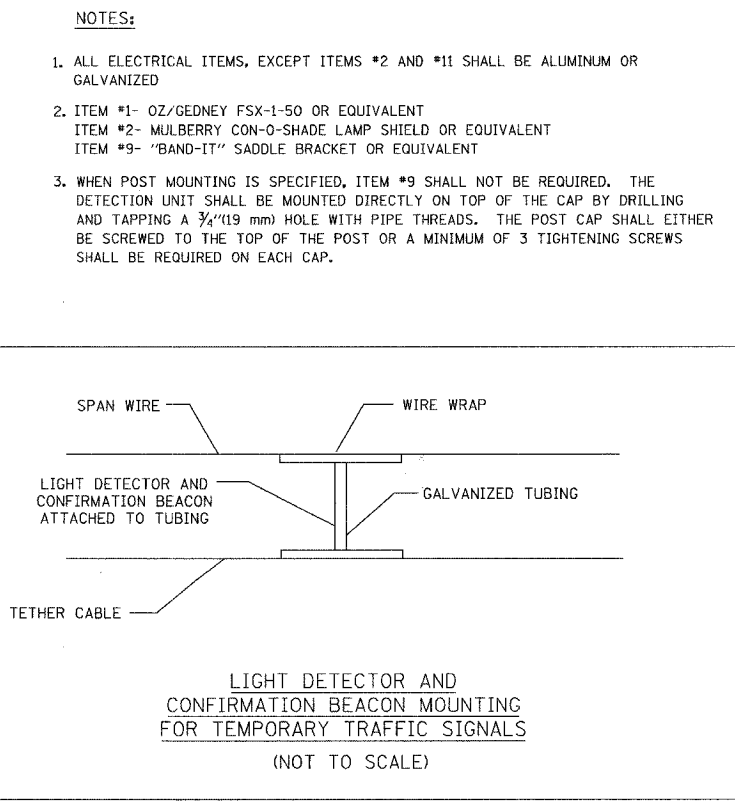 NOTES:
1. ALL ELECTRICAL ITEMS, EXCEPT ITEMS #2 AND #11 SHALL BE ALUMINUM OR
GALVANIZED
2. ITEM #1- OZ/GEDNEY FSX-1-50 OR EQUIVALENT
ITEM #2- MULBERRY CON-O-SHADE LAMP SHIELD OR EQUIVALENT
ITEM #9- "BAND-IT" SADDLE BRACKET OR EQUIVALENT
3. WHEN POST MOUNTING IS SPECIFIED, ITEM #9 SHALL NOT BE REQUIRED. THE
DETECTION UNIT SHALL BE MOUNTED DIRECTLY ON TOP OF THE CAP BY DRILLING
AND TAPPING A 3/4"(19 mm) HOLE WITH PIPE THREADS. THE POST CAP SHALL EITHER
BE SCREWED TO THE TOP OF THE POST OR A MINIMUM OF 3 TIGHTENING SCREWS
SHALL BE REQUIRED ON EACH CAP.
SPAN WIRE
WIRE WRAP
LIGHT DETECTOR AND
CONFIRMATION BEACON
ATTACHED TO TUBING
GALVANIZED TUBING
TETHER CABLE
LIGHT DETECTOR AND
CONFIRMATION BEACON MOUNTING
FOR TEMPORARY TRAFFIC SIGNALS
(NOT TO SCALE)